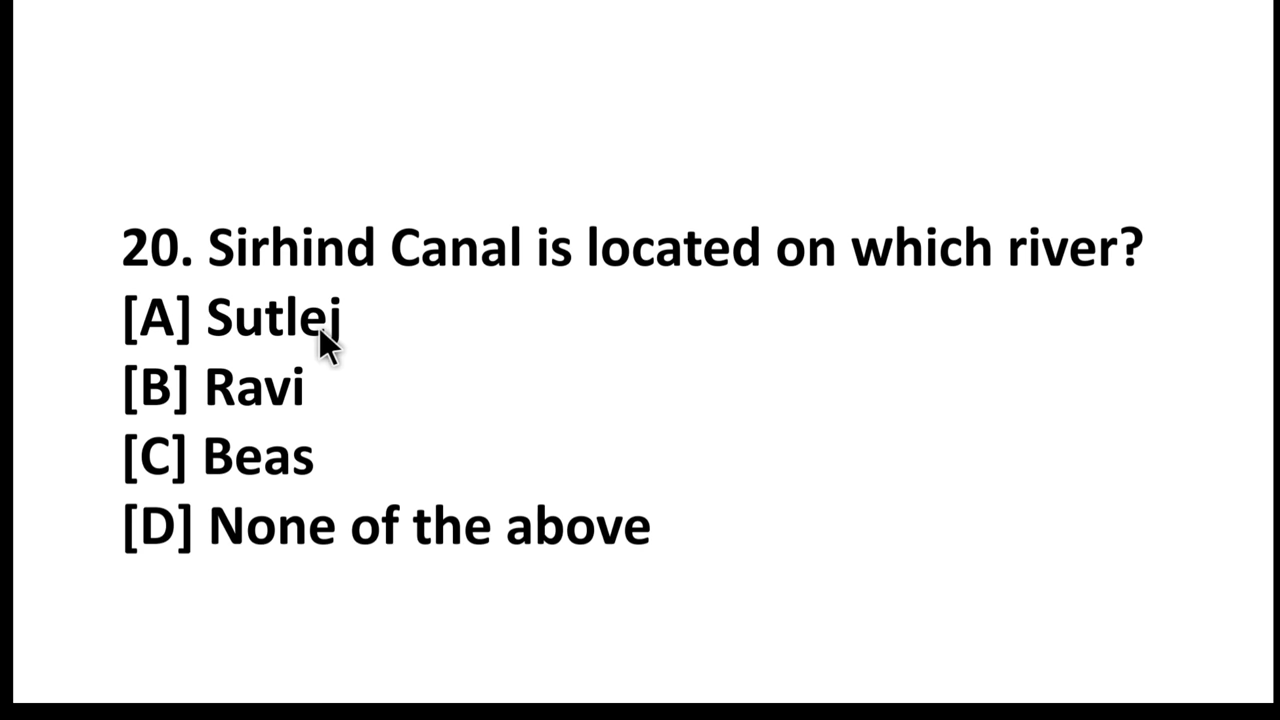 20. Sirhind Canal is located on which river?
[A] Sutlej
[B] Ravi
[C] Beas
[D] None of the above